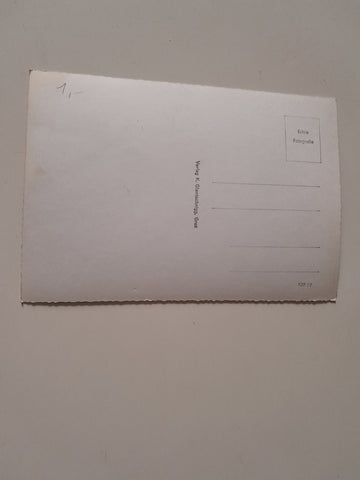 1,-
Echte
Fotografie
Verlag K. Graz